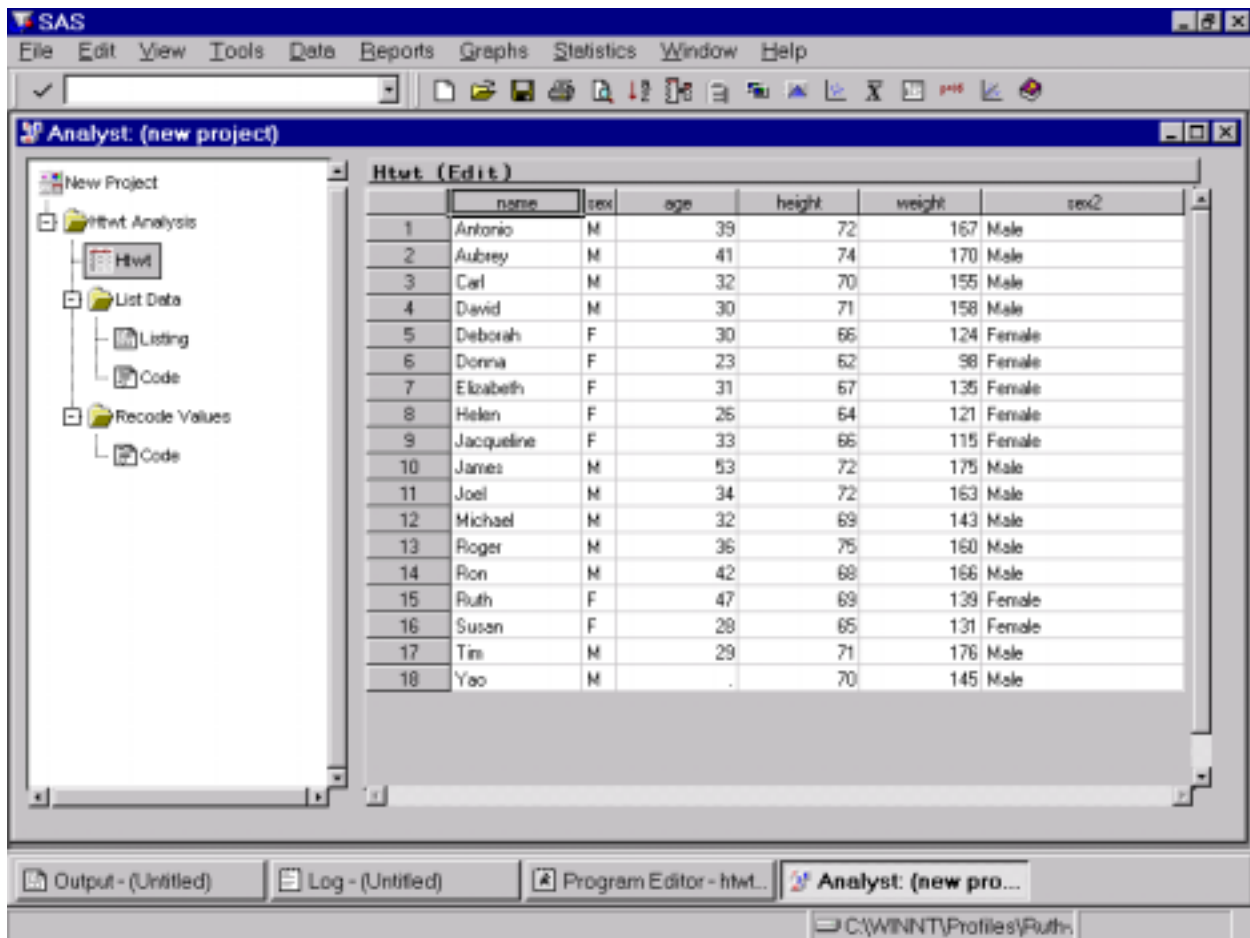 SAS
File Edit View Tools Data Reports Graphs Statistics Window Help
Analyst: (new project)
New Project
Htwt Analysis
Htwt
List Data
Listing
Code
Recode Values
Code
Htwt (Edit)
name sex age height weight sex2
1 Antonio M 39 72 167 Male
2 Aubrey M 41 74 170 Male
3 Carl M 32 70 155 Male
4 David M 30 71 158 Male
5 Deborah F 30 66 124 Female
6 Donna F 23 62 98 Female
7 Elizabeth F 31 67 135 Female
8 Helen F 26 64 121 Female
9 Jacqueline F 33 66 115 Female
10 James M 53 72 175 Male
11 Joel M 34 72 163 Male
12 Michael M 32 69 143 Male
13 Roger M 36 75 160 Male
14 Ron M 42 68 166 Male
15 Ruth F 47 69 139 Female
16 Susan F 28 65 131 Female
17 Tim M 29 71 176 Male
18 Yao M . 70 145 Male
Output - (Untitled) Log - (Untitled) Program Editor - htwt... Analyst: (new pro...
C:\WINNT\Profiles\Ruth